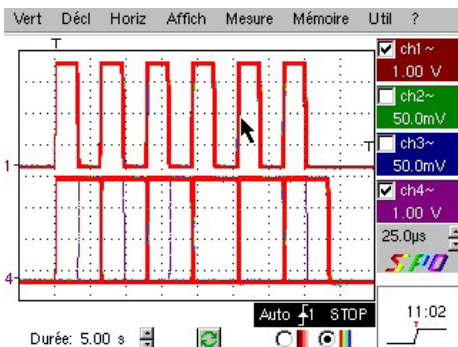 Vert Décl Horiz Affich Mesure Mémoire Util ?
T
ch1 ~
1.00 V
ch2~
50.0mV
ch3~
T
50.0mV
1
ch4~
1.00 V
25.0µs
4
SPO
Auto 1 STOP
11:02
Durée: 5.00 s